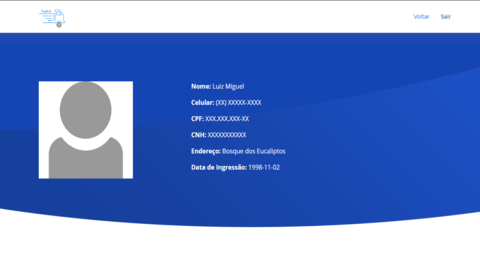 Voltar
Sair
Nome: Luiz Miguel
Celular: (XX) XXXXX-XXXX
CPF: XXX.XXX.XXX-XX
CNH: XXXXXXXXXXX
Endereço: Bosque dos Eucaliptos
Data de Ingressão: 1998-11-02